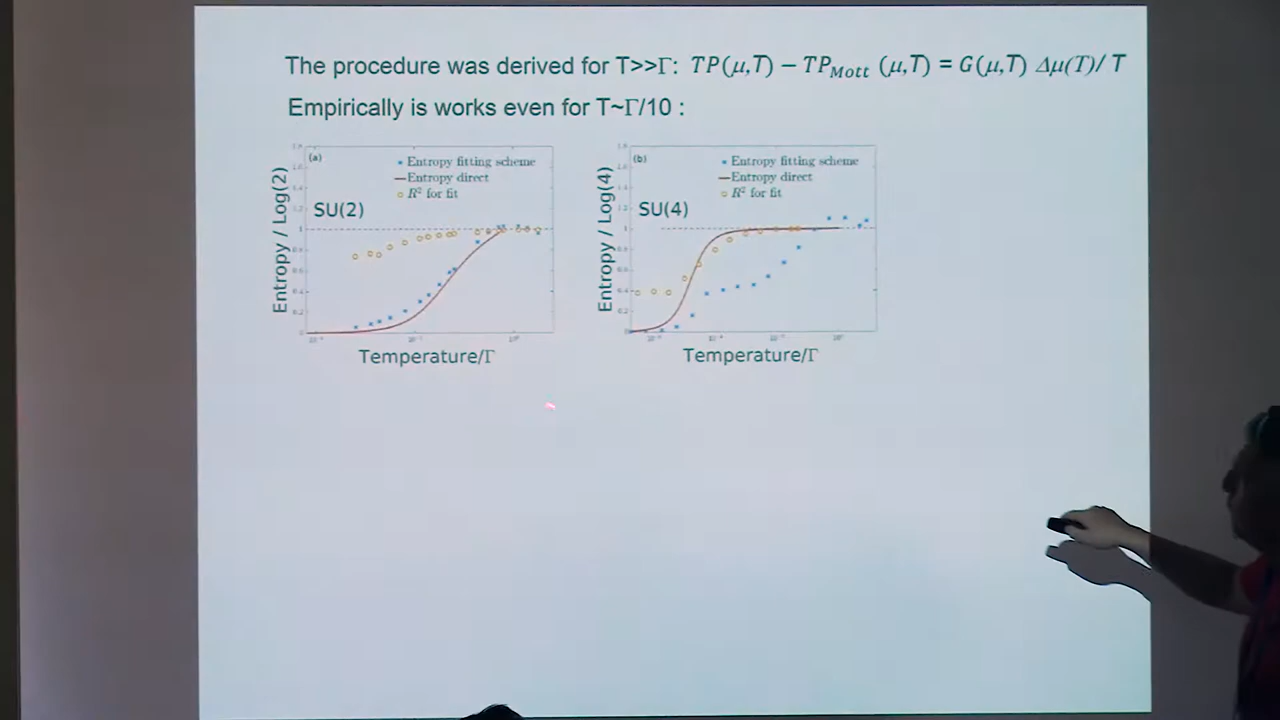 The procedure was derived for T>>Γ: TP(μ,T) − TP_Mott (μ,T) = G(μ,T) Δμ(T)/ T
Empirically is works even for T~Γ/10 :
(a)
Entropy fitting scheme
Entropy direct
R² for fit
SU(2)
Entropy / Log(2)
Temperature/Γ
(b)
Entropy fitting scheme
Entropy direct
R² for fit
SU(4)
Entropy / Log(4)
Temperature/Γ